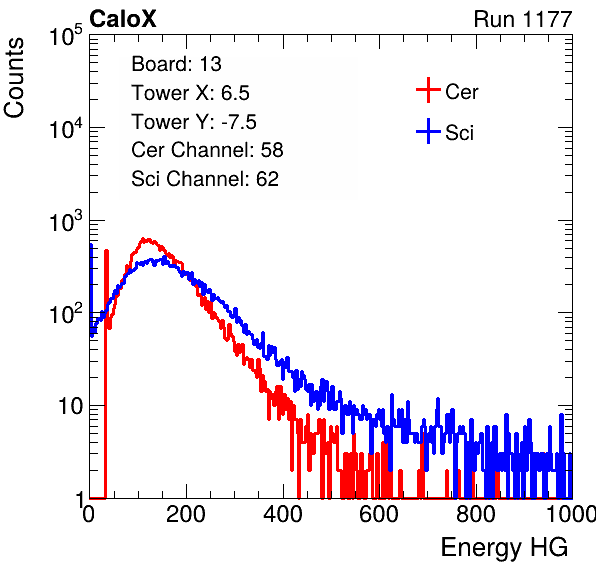 CaloX Run 1177
Counts
10^5
10^4
10^3
10^2
10
1
Board: 13
Tower X: 6.5
Tower Y: -7.5
Cer Channel: 58
Sci Channel: 62
Cer
Sci
0 200 400 600 800 1000
Energy HG